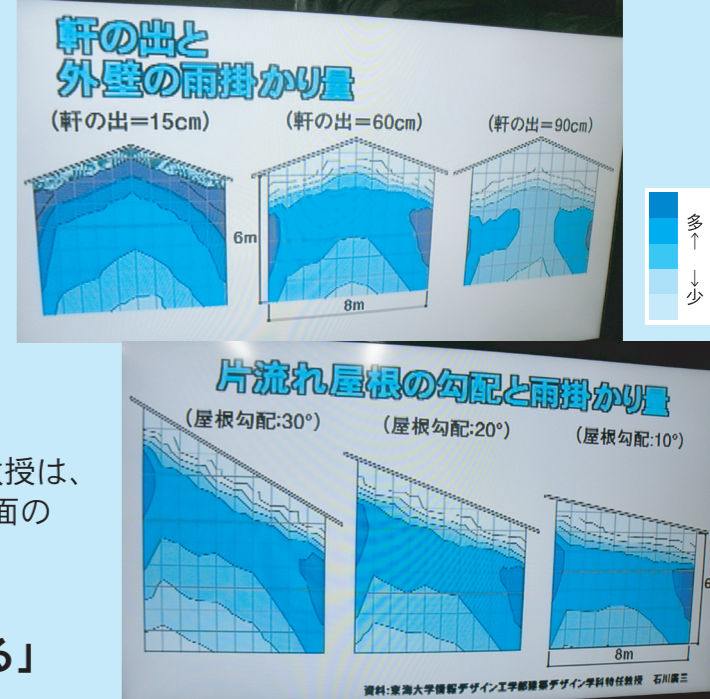 軒の出と
外壁の雨掛かり量
(軒の出=15cm)
(軒の出=60cm)
(軒の出=90cm)
6m
8m
多
↑
↓
少
片流れ屋根の勾配と雨掛かり量
(屋根勾配:30°)
(屋根勾配:20°)
(屋根勾配:10°)
6
8m
資料:東海大学情報デザイン工学部建築デザイン学科特任教授 石川廣三
授は、
面の
る」